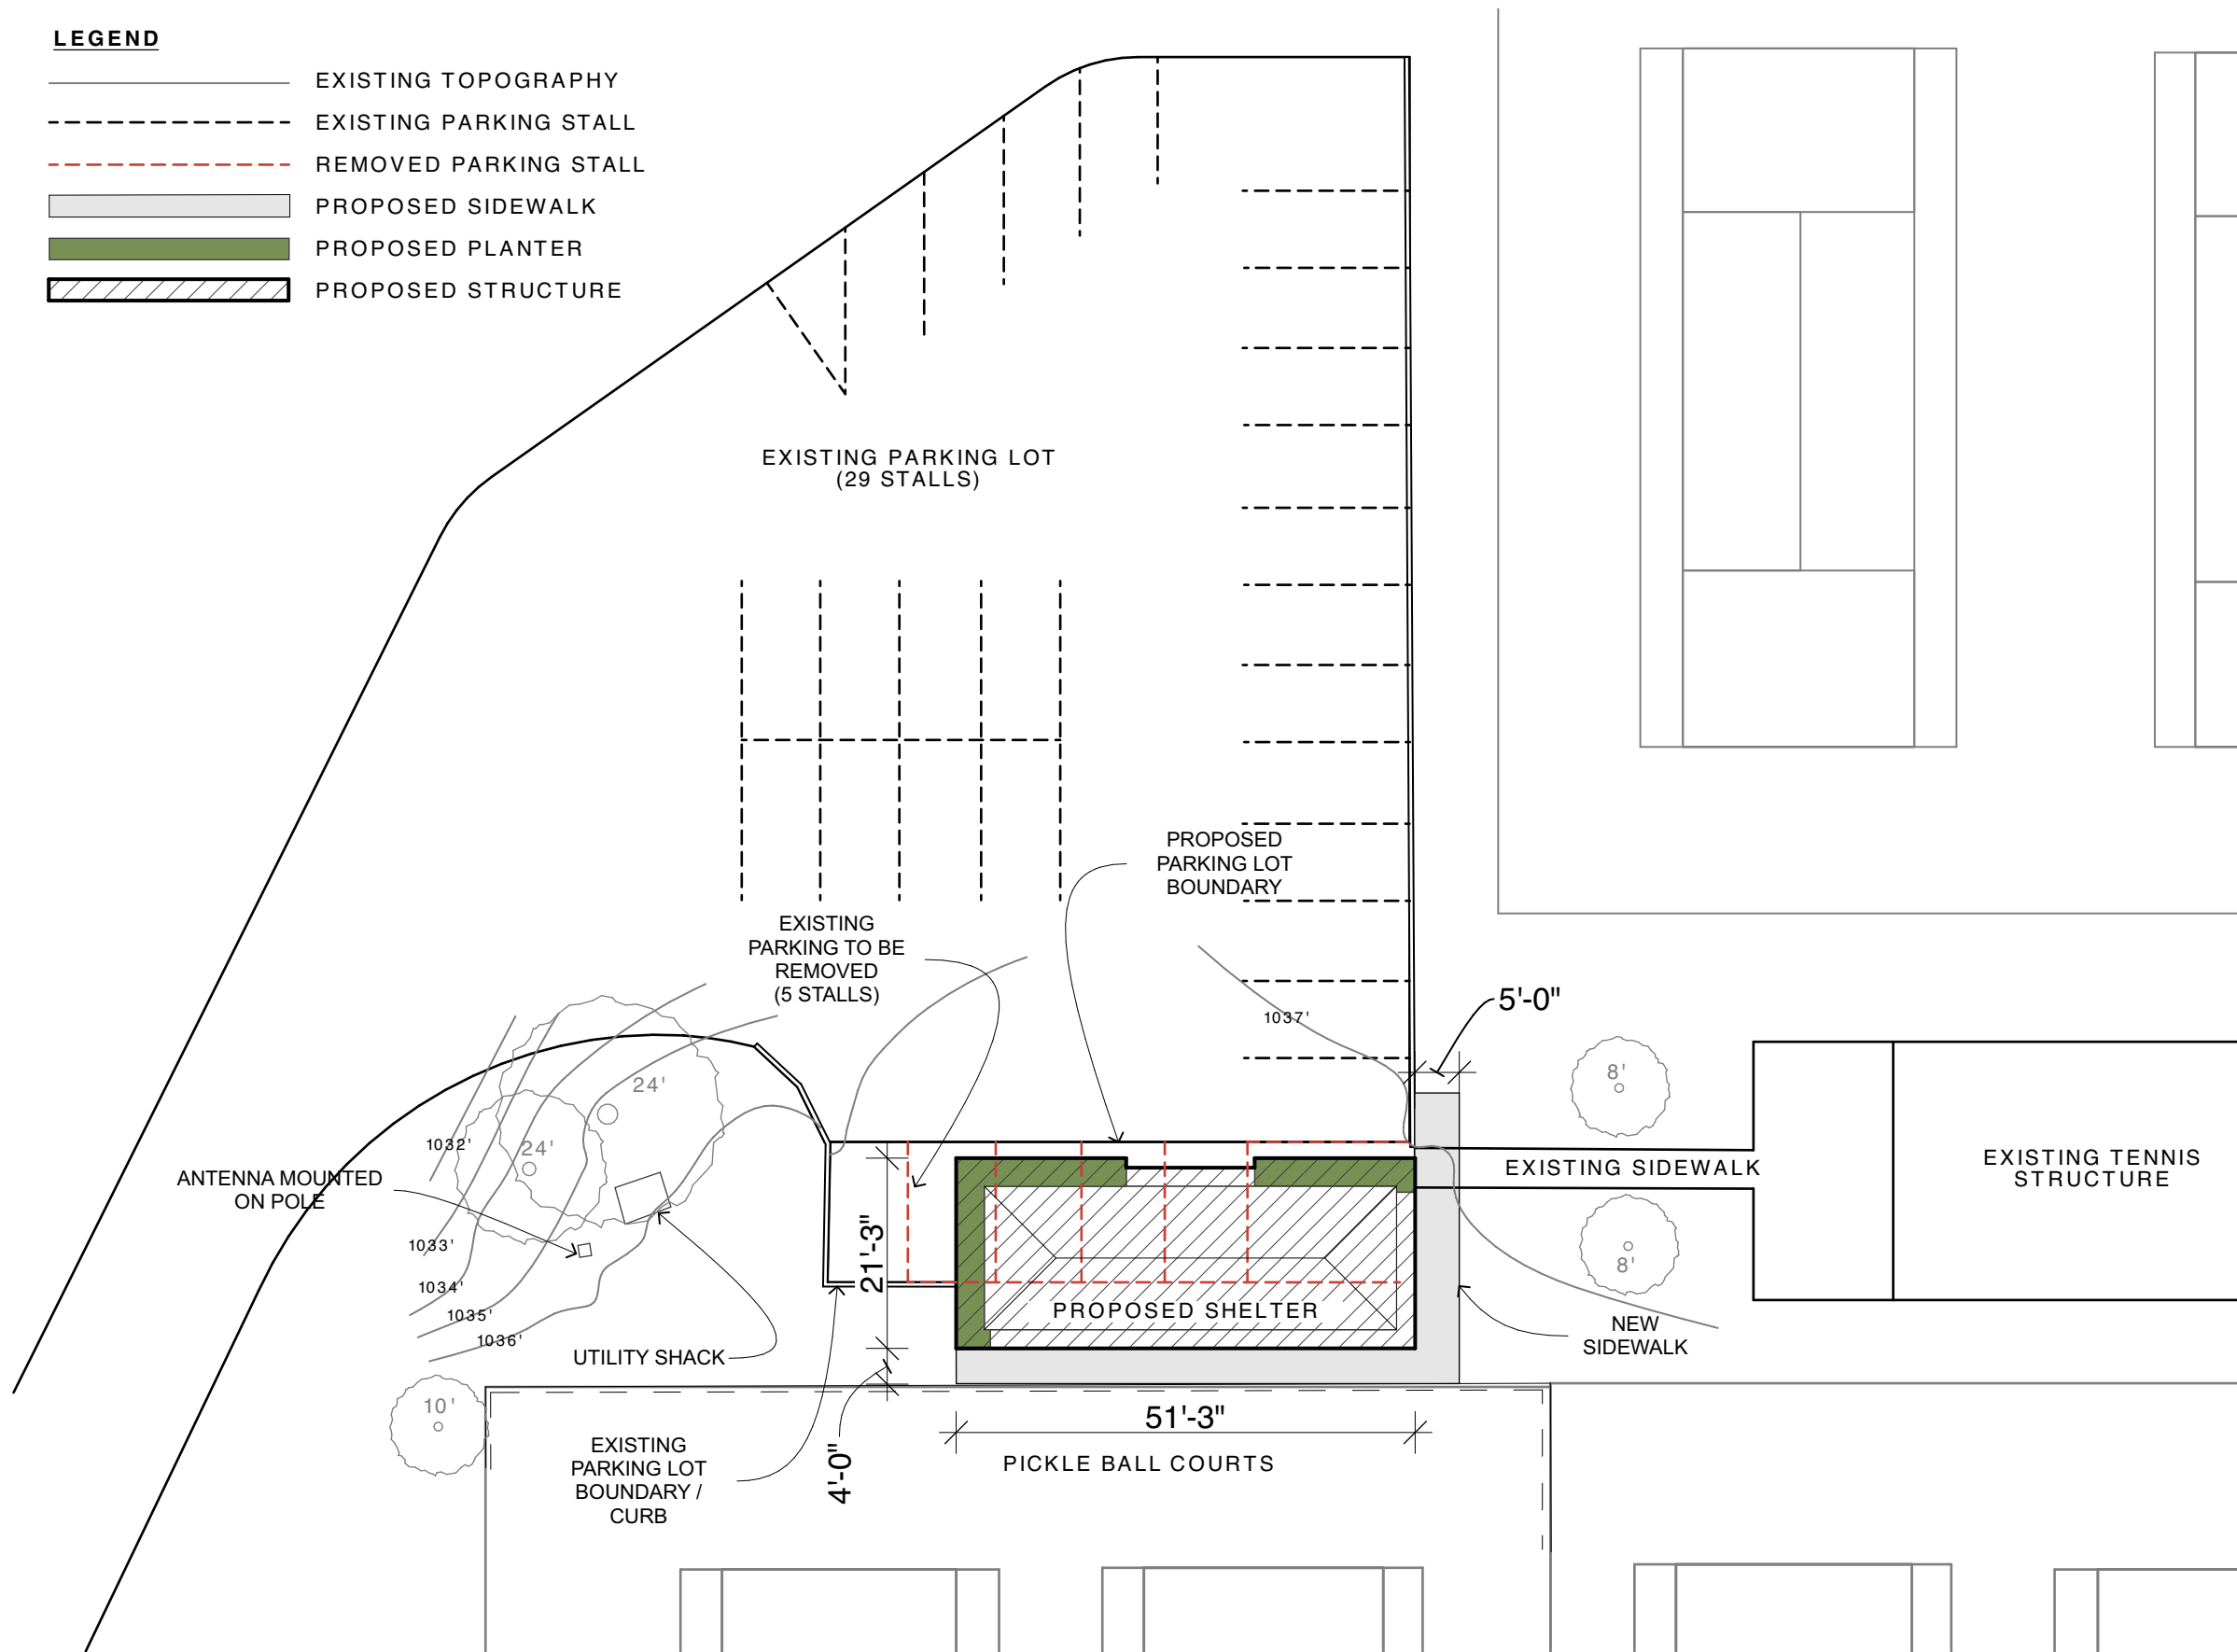 LEGEND
EXISTING TOPOGRAPHY
EXISTING PARKING STALL
REMOVED PARKING STALL
PROPOSED SIDEWALK
PROPOSED PLANTER
PROPOSED STRUCTURE
EXISTING PARKING LOT
(29 STALLS)
PROPOSED
PARKING LOT
BOUNDARY
EXISTING
PARKING TO BE
REMOVED
(5 STALLS)
1037'
5'-0"
24'
24'
8'
1032'
ANTENNA MOUNTED
ON POLE
EXISTING SIDEWALK
EXISTING TENNIS
STRUCTURE
1033'
1034'
1035'
1036'
21'-3"
8'
PROPOSED SHELTER
NEW
SIDEWALK
UTILITY SHACK
10'
51'-3"
4'-0"
EXISTING
PARKING LOT
BOUNDARY /
CURB
PICKLE BALL COURTS